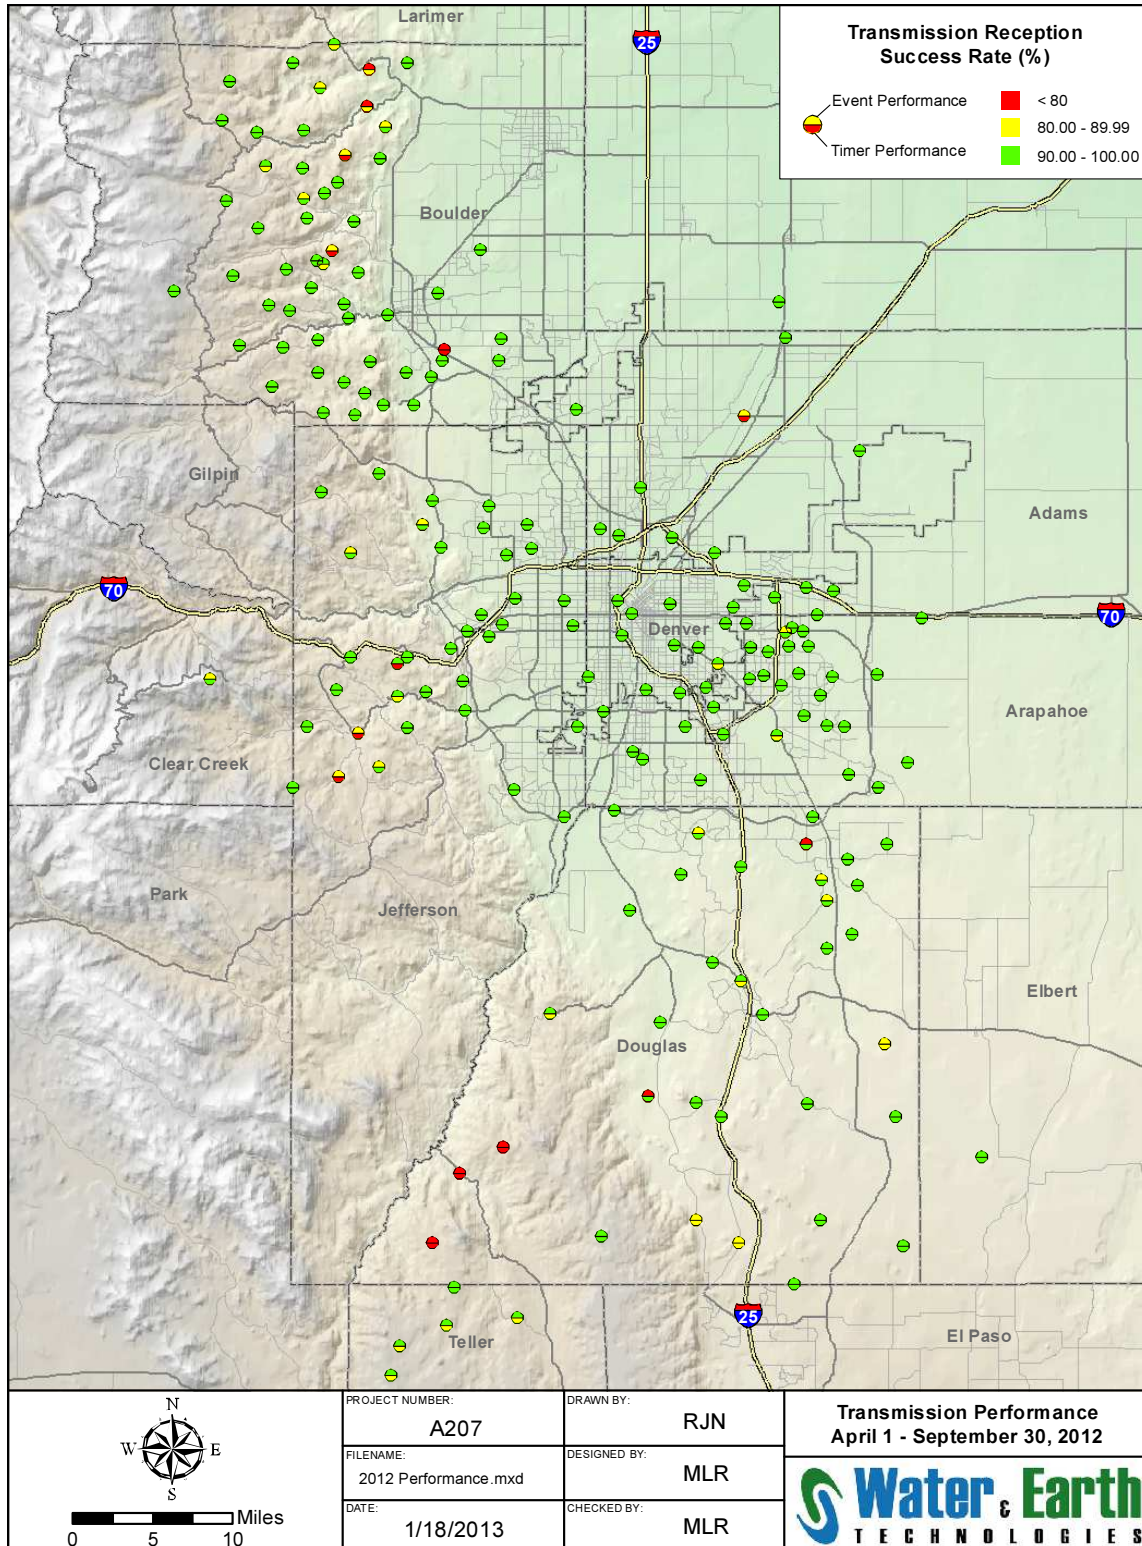 Larimer
25
Transmission Reception
Success Rate (%)
Event Performance
Timer Performance
< 80
80.00 - 89.99
90.00 - 100.00
Boulder
Gilpin
Adams
70
70
Denver
Arapahoe
Clear Creek
Park
Jefferson
Elbert
Douglas
25
El Paso
Teller
N
W
E
S
Miles
0 5 10
PROJECT NUMBER:
A207
FILENAME:
2012 Performance.mxd
DATE:
1/18/2013
DRAWN BY:
RJN
DESIGNED BY:
MLR
CHECKED BY:
MLR
Transmission Performance
April 1 - September 30, 2012
Water & Earth
TECHNOLOGIES